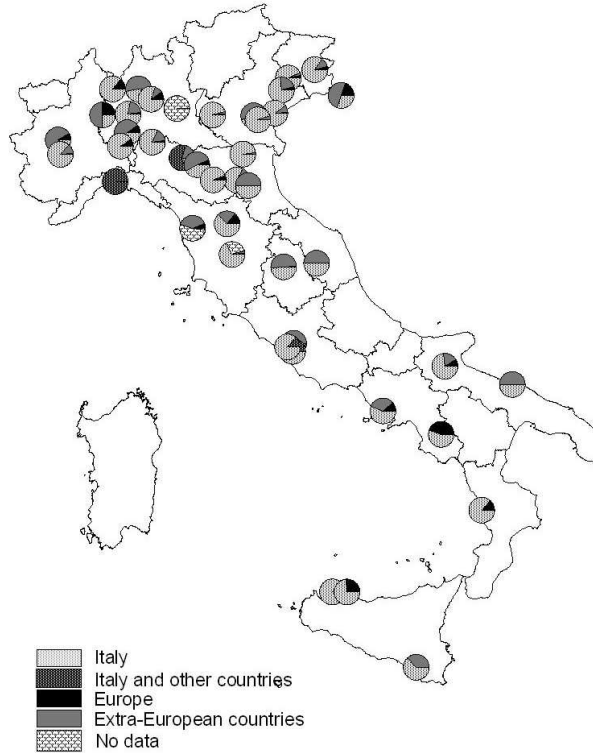 Italy
Italy and other countries
Europe
Extra-European countries
No data